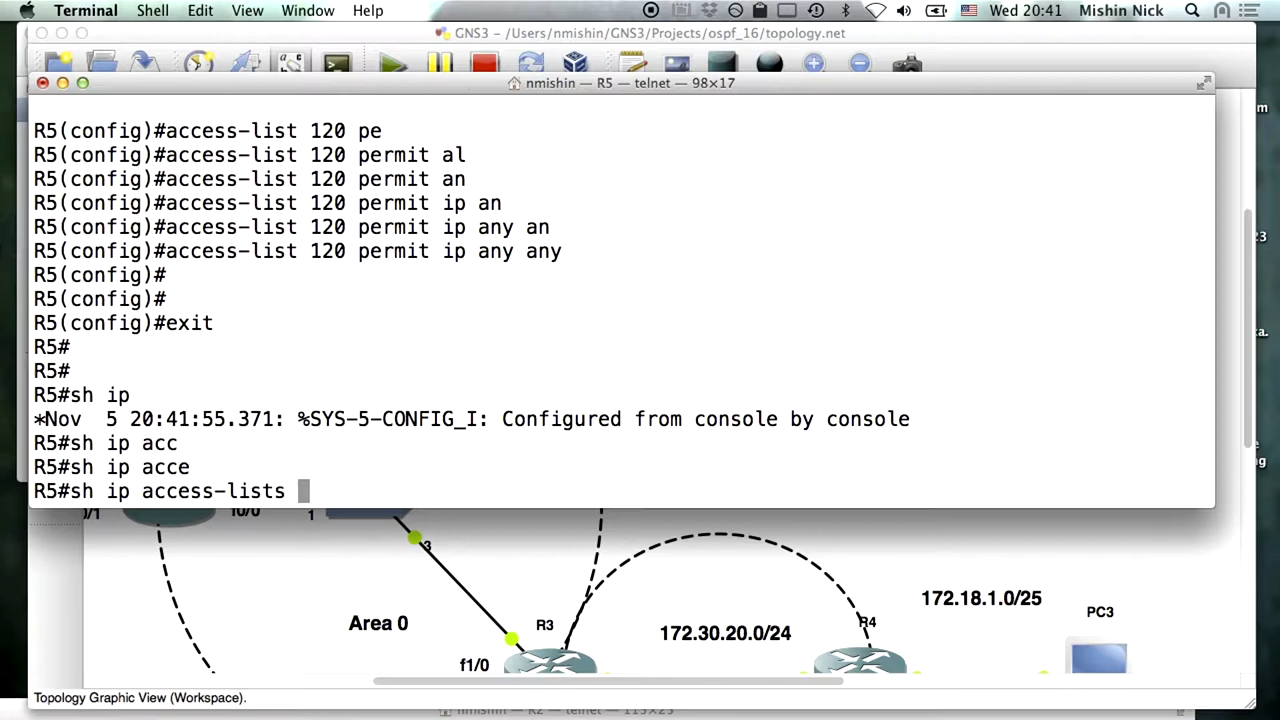 Terminal Shell Edit View Window Help Wed 20:41 Mishin Nick
GNS3 – /Users/nmishin/GNS3/Projects/ospf_16/topology.net
nmishin — R5 — telnet — 98×17
R5(config)#access-list 120 pe
R5(config)#access-list 120 permit al
R5(config)#access-list 120 permit an
R5(config)#access-list 120 permit ip an
R5(config)#access-list 120 permit ip any an
R5(config)#access-list 120 permit ip any any
R5(config)#
R5(config)#
R5(config)#exit
R5#
R5#
R5#sh ip
*Nov  5 20:41:55.371: %SYS-5-CONFIG_I: Configured from console by console
R5#sh ip acc
R5#sh ip acce
R5#sh ip access-lists
1
3
172.18.1.0/25
PC3
Area 0
R3
172.30.20.0/24
R4
f1/0
Topology Graphic View (Workspace).
nmishin — R2 — telnet — 115×25